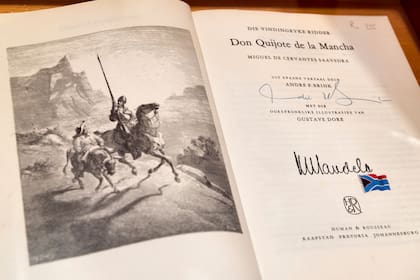 DIE VINDINGRYKE RIDDER
Don Quijote de la Mancha
MIGUEL DE CERVANTES SAAVEDRA
UIT SPAANS VERTAAL DEUR
ANDRÉ P. BRINK
MET DIE
OORSPRONKLIKE ILLUSTRASIES VAN
GUSTAVE DORÉ
NMandela
HUMAN & ROUSSEAU
KAAPSTAD PRETORIA JOHANNESBURG